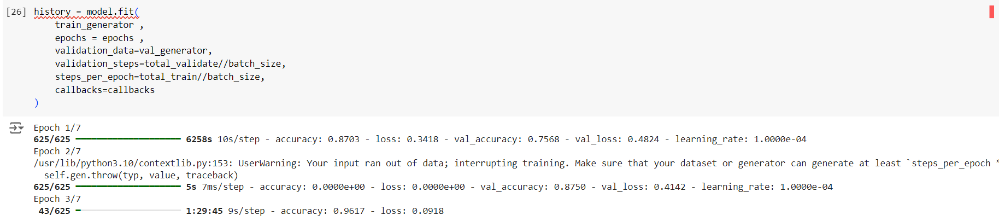 [26] history = model.fit(
train_generator ,
epochs = epochs ,
validation_data=val_generator,
validation_steps=total_validate//batch_size,
steps_per_epoch=total_train//batch_size,
callbacks=callbacks
)
Epoch 1/7
625/625 6258s 10s/step - accuracy: 0.8703 - loss: 0.3418 - val_accuracy: 0.7568 - val_loss: 0.4824 - learning_rate: 1.0000e-04
Epoch 2/7
/usr/lib/python3.10/contextlib.py:153: UserWarning: Your input ran out of data; interrupting training. Make sure that your dataset or generator can generate at least `steps_per_epoch *
self.gen.throw(typ, value, traceback)
625/625 5s 7ms/step - accuracy: 0.0000e+00 - loss: 0.0000e+00 - val_accuracy: 0.8750 - val_loss: 0.4142 - learning_rate: 1.0000e-04
Epoch 3/7
43/625 1:29:45 9s/step - accuracy: 0.9617 - loss: 0.0918